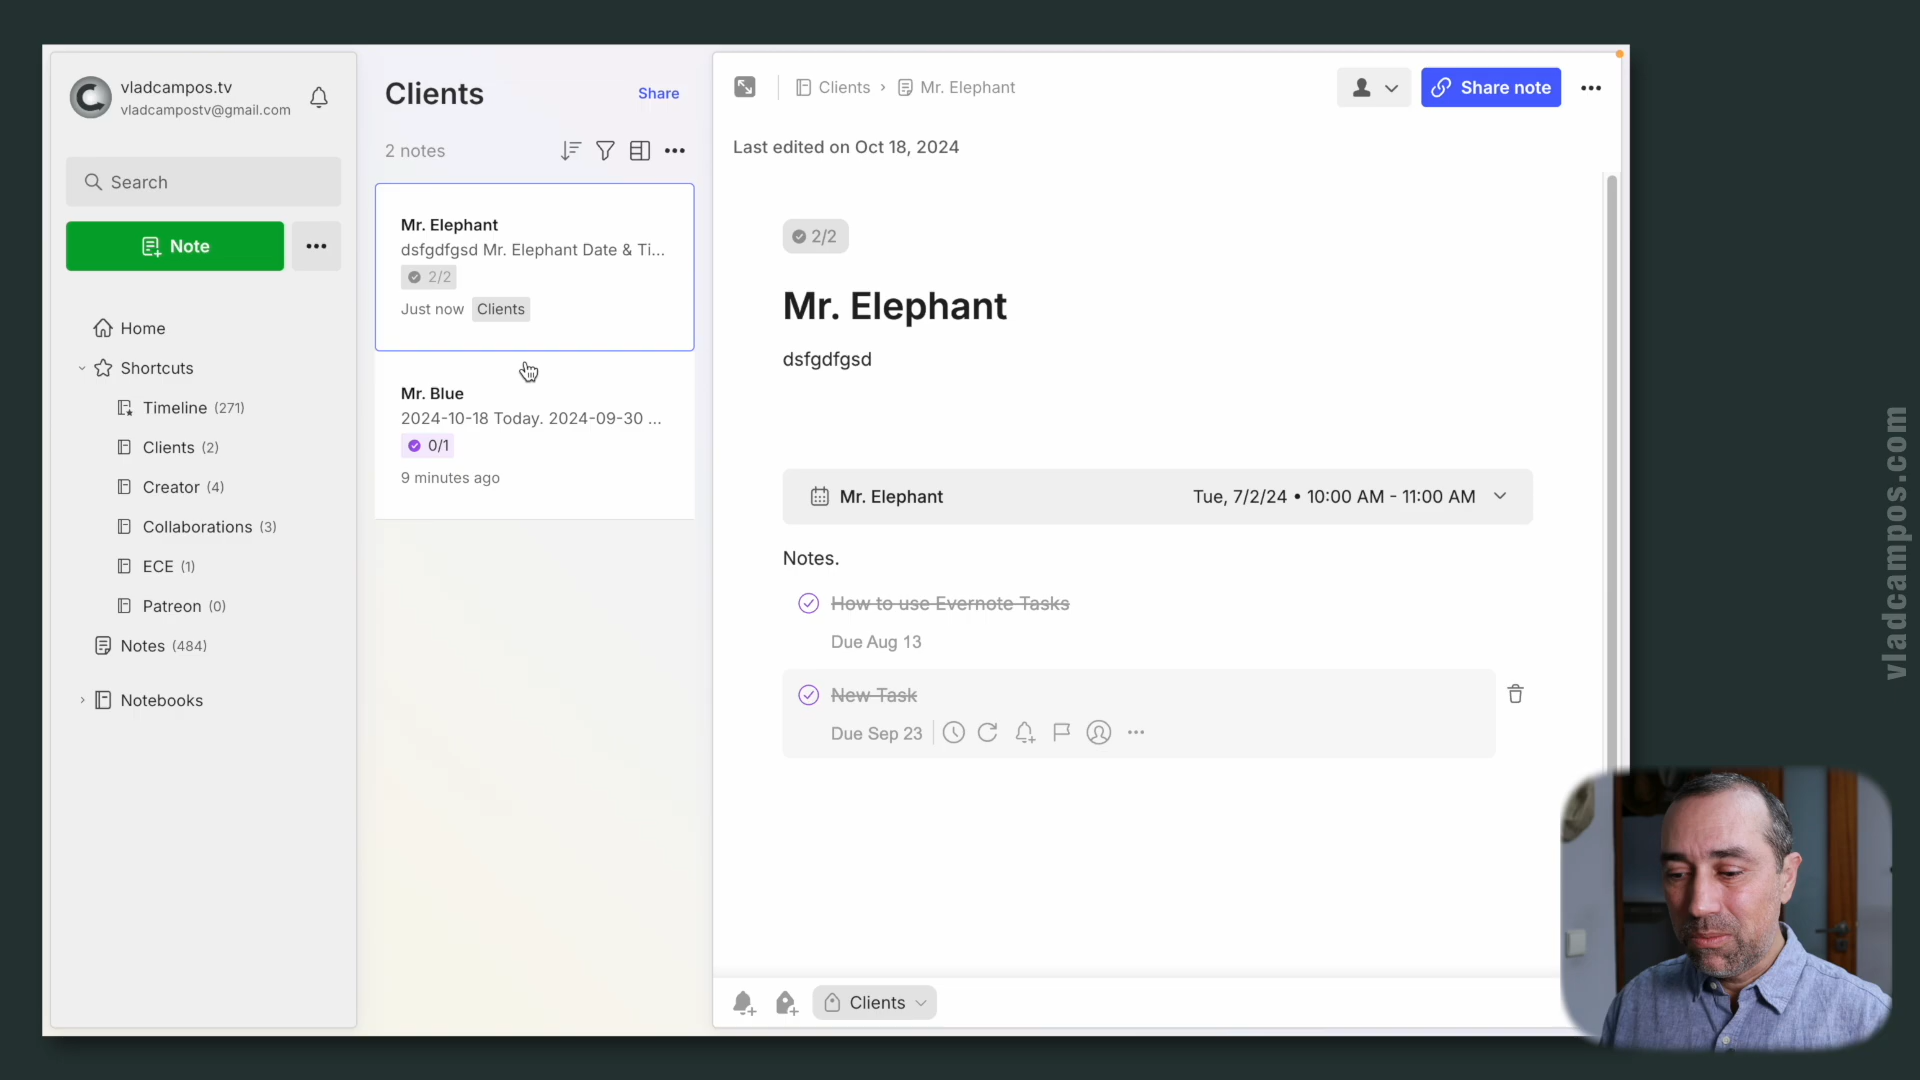 vladcampos.tv
vladcampostv@gmail.com
Search
Note
Home
Shortcuts
Timeline (271)
Clients (2)
Creator (4)
Collaborations (3)
ECE (1)
Patreon (0)
Notes (484)
Notebooks
Clients
Share
2 notes
Mr. Elephant
dsfgdfgsd Mr. Elephant Date & Ti...
2/2
Just now Clients
Mr. Blue
2024-10-18 Today. 2024-09-30 ...
0/1
9 minutes ago
Clients › Mr. Elephant
Share note
Last edited on Oct 18, 2024
2/2
Mr. Elephant
dsfgdfgsd
Mr. Elephant Tue, 7/2/24 • 10:00 AM - 11:00 AM
Notes.
How to use Evernote Tasks
Due Aug 13
New Task
Due Sep 23
Clients
vladcampos.com